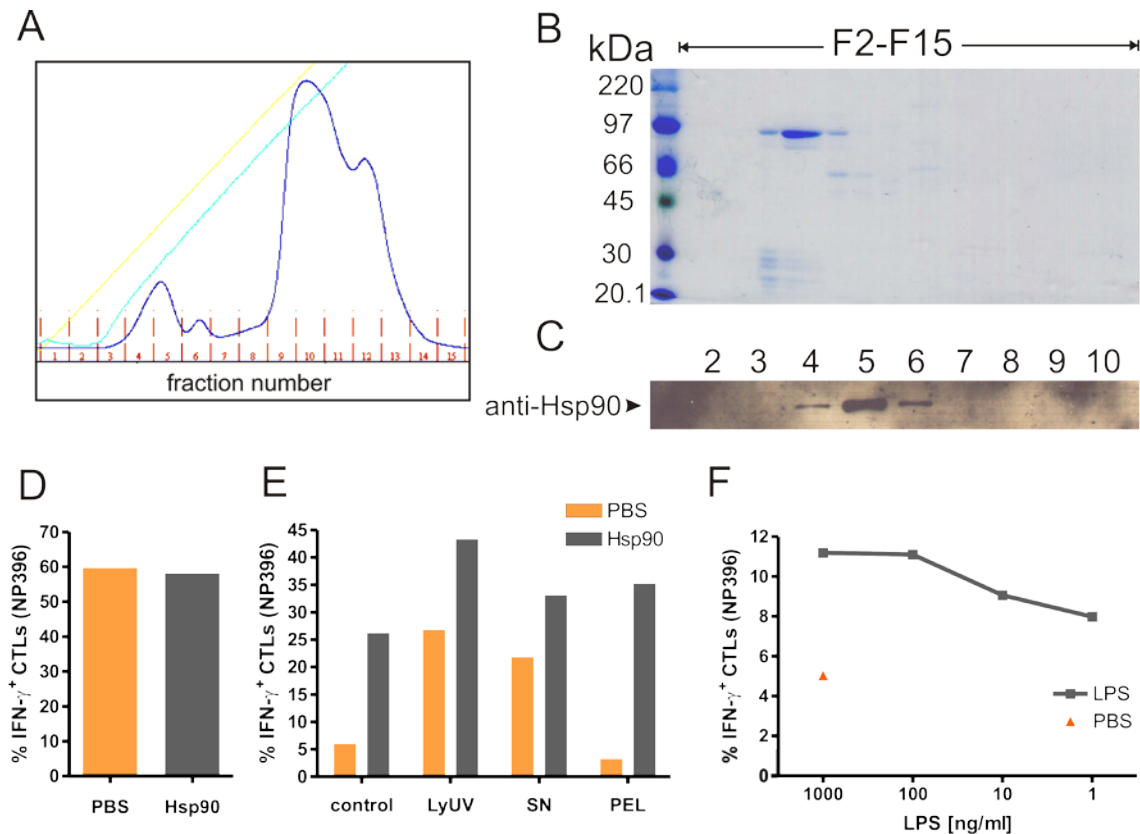 A
1 2 3 4 5 6 7 8 9 10 11 12 13 14 15
fraction number
B
kDa
F2-F15
220
97
66
45
30
20.1
C
2 3 4 5 6 7 8 9 10
anti-Hsp90
D
% IFN-γ+ CTLs (NP396)
70
60
50
40
30
20
10
0
PBS Hsp90
E
PBS
Hsp90
% IFN-γ+ CTLs (NP396)
45
40
35
30
25
20
15
10
5
0
control LyUV SN PEL
F
% IFN-γ+ CTLs (NP396)
12
10
8
6
4
2
0
LPS
PBS
1000 100 10 1
LPS [ng/ml]